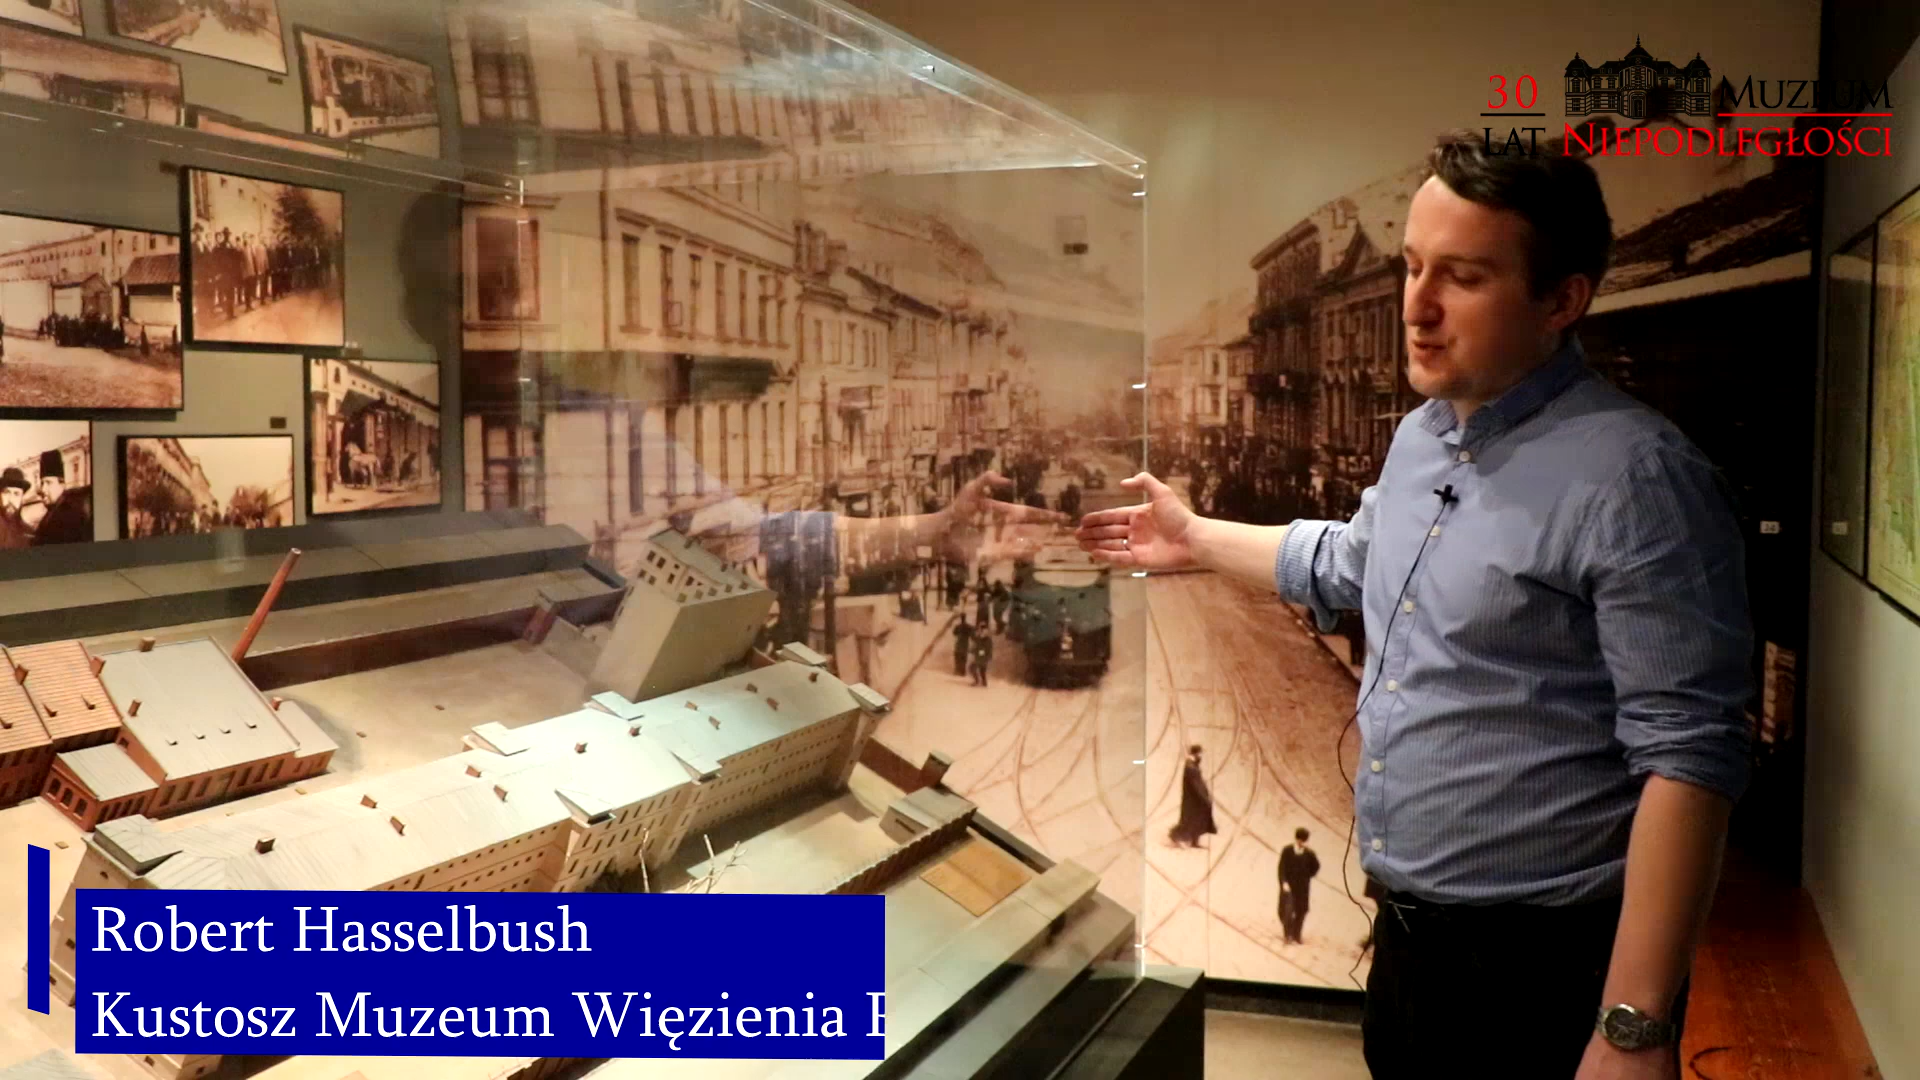 30
LAT
MUZEUM
NIEPODLEGŁOŚCI
Robert Hasselbush
Kustosz Muzeum Więzienia